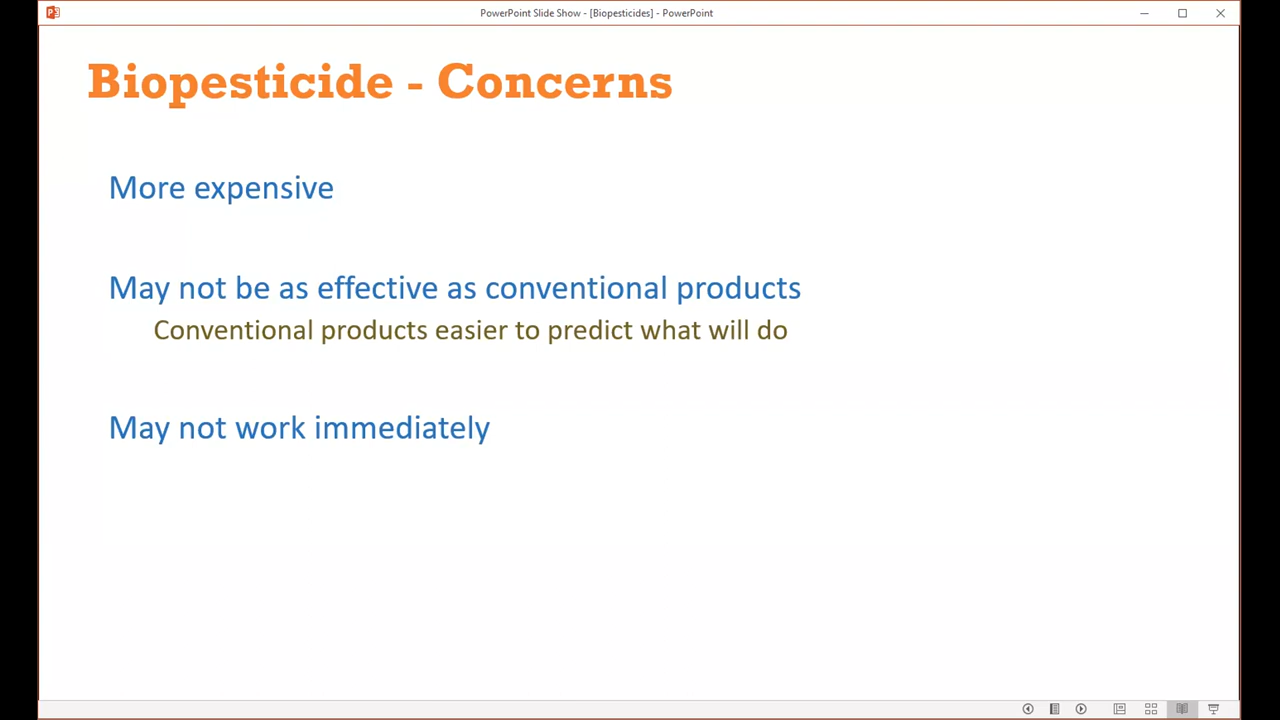 PowerPoint Slide Show - [Biopesticides] - PowerPoint
Biopesticide - Concerns
More expensive
May not be as effective as conventional products
Conventional products easier to predict what will do
May not work immediately